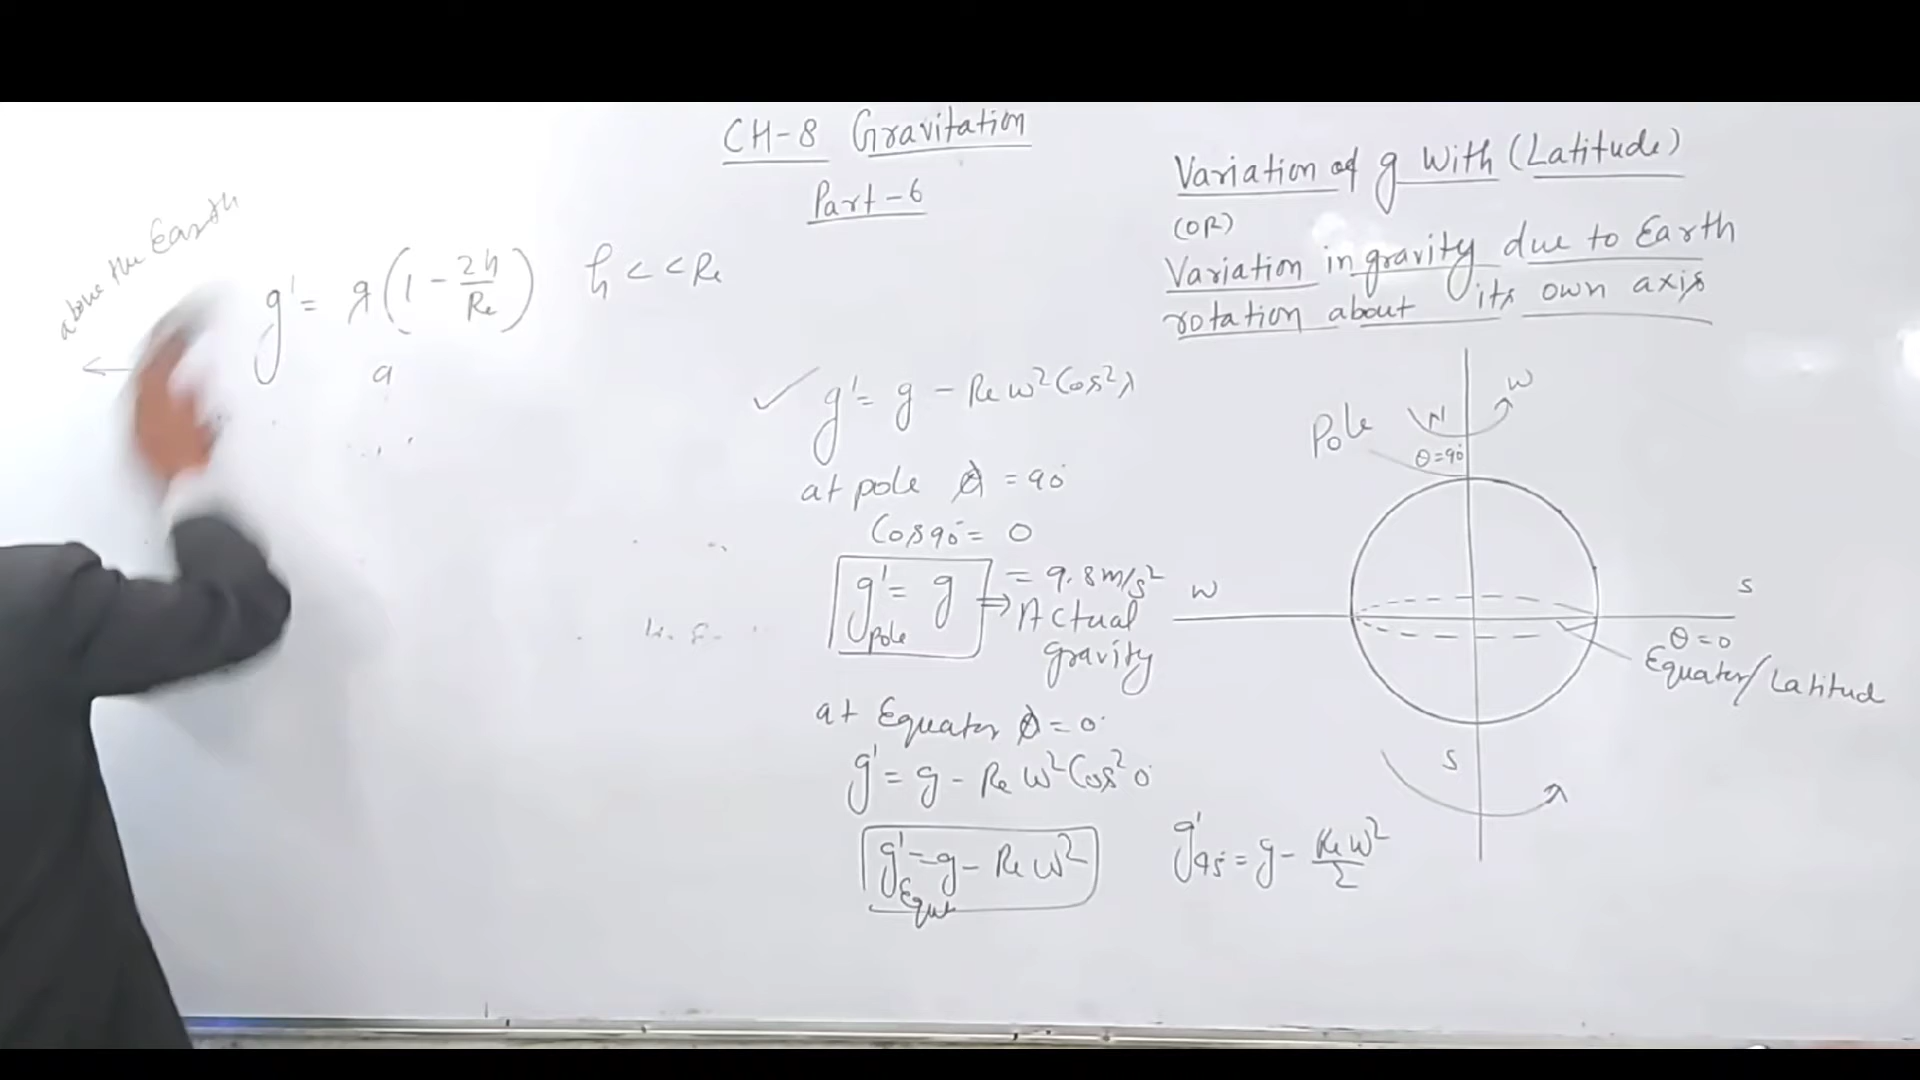 CH-8 Gravitation
Part-6
above the Earth
g' = g(1 - 2h/Re) h << Re
g' = g - Re ω² Cos²λ
at pole = 90°
Cos 90° = 0
g'pole = g = 9.8 m/s²
⇒ Actual
gravity
at Equator = 0°
g' = g - Re ω² Cos² 0°
g'Equt = g - Re ω²
g'45° = g - Re ω²/2
Variation of g With (Latitude)
(OR)
Variation in gravity due to Earth
rotation about its own axis
ω
N
Pole
θ = 90°
W
S
θ = 0
Equator/Latitud
S